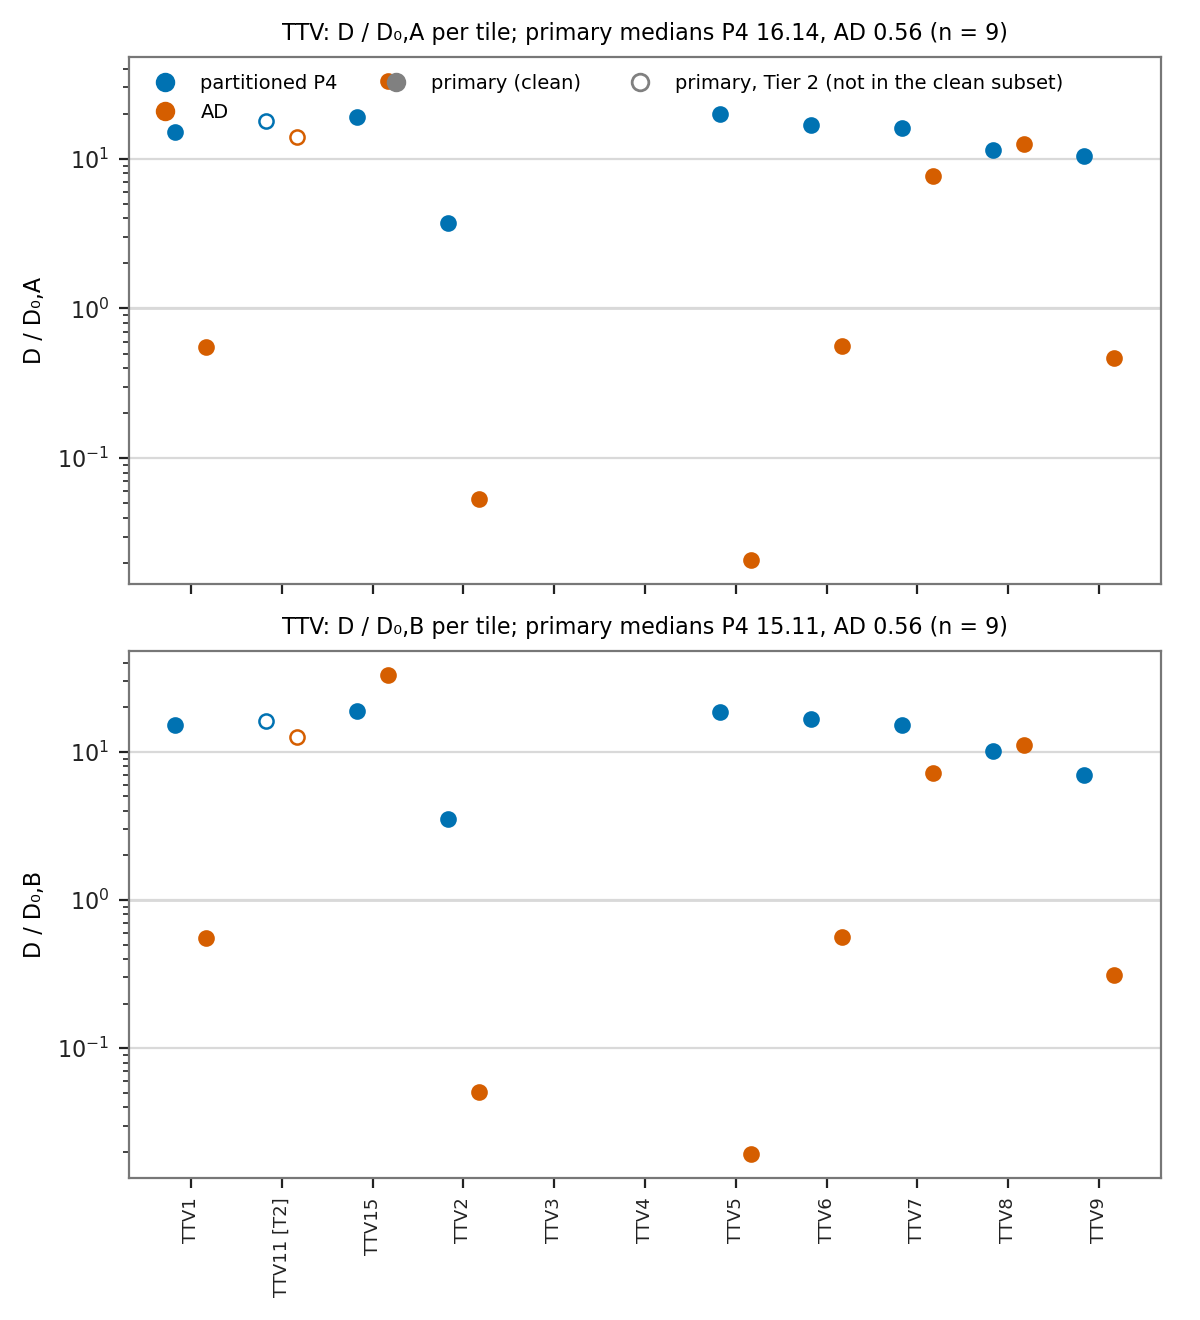 TTV: D / D₀,A per tile; primary medians P4 16.14, AD 0.56 (n = 9)
partitioned P4
AD
primary (clean)
primary, Tier 2 (not in the clean subset)
D / D₀,A
10¹
10⁰
10⁻¹
TTV: D / D₀,B per tile; primary medians P4 15.11, AD 0.56 (n = 9)
D / D₀,B
10¹
10⁰
10⁻¹
TTV1
TTV11 [T2]
TTV15
TTV2
TTV3
TTV4
TTV5
TTV6
TTV7
TTV8
TTV9